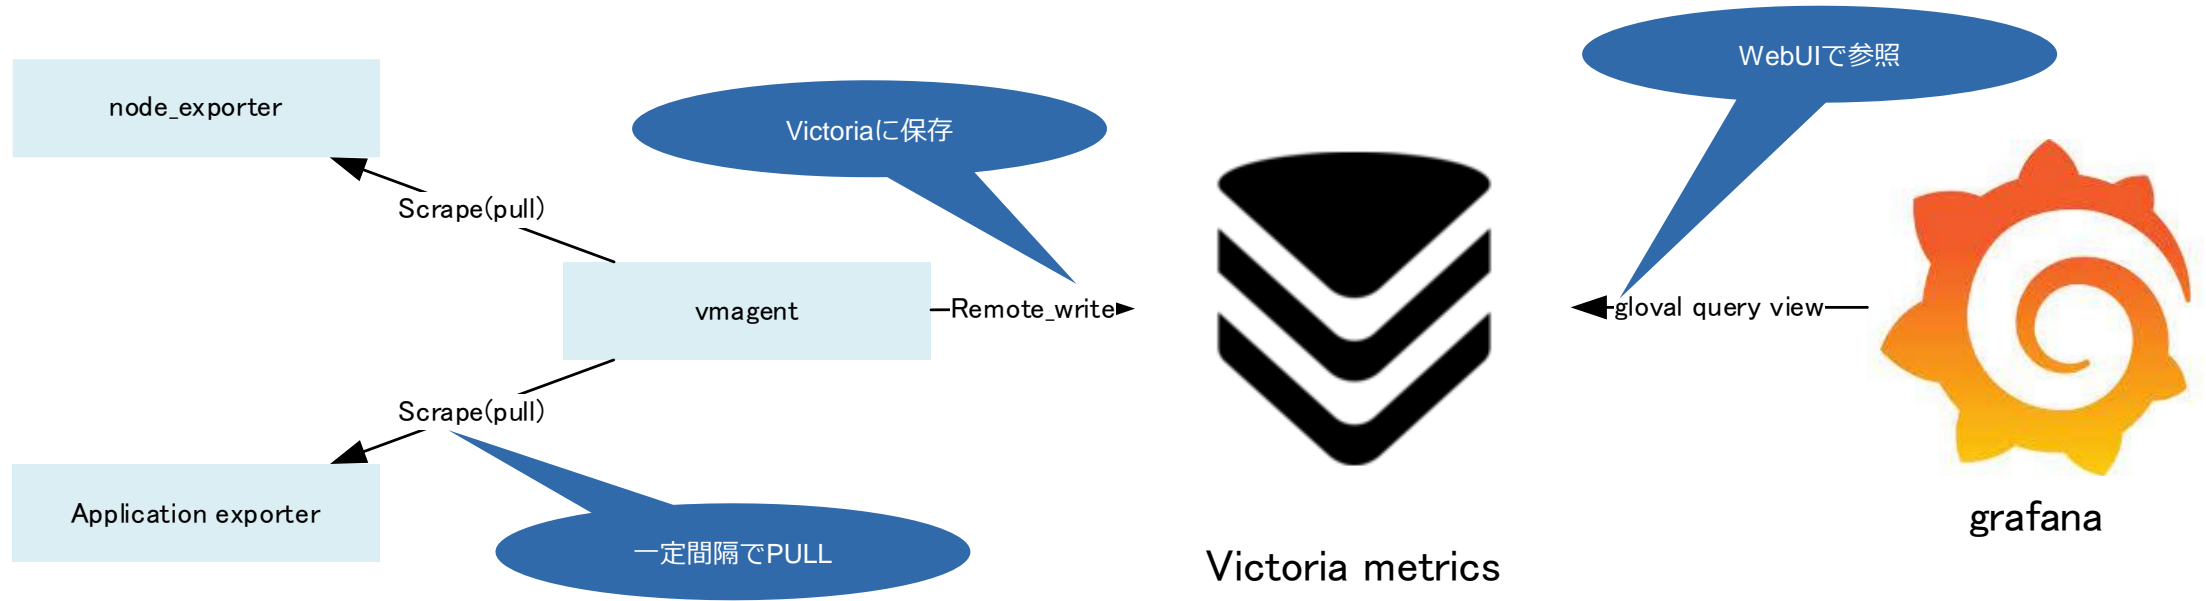 WebUIで参照
node_exporter
Victoriaに保存
Scrape(pull)
vmagent
Remote_write
gloval query view
Scrape(pull)
Application exporter
一定間隔でPULL
grafana
Victoria metrics